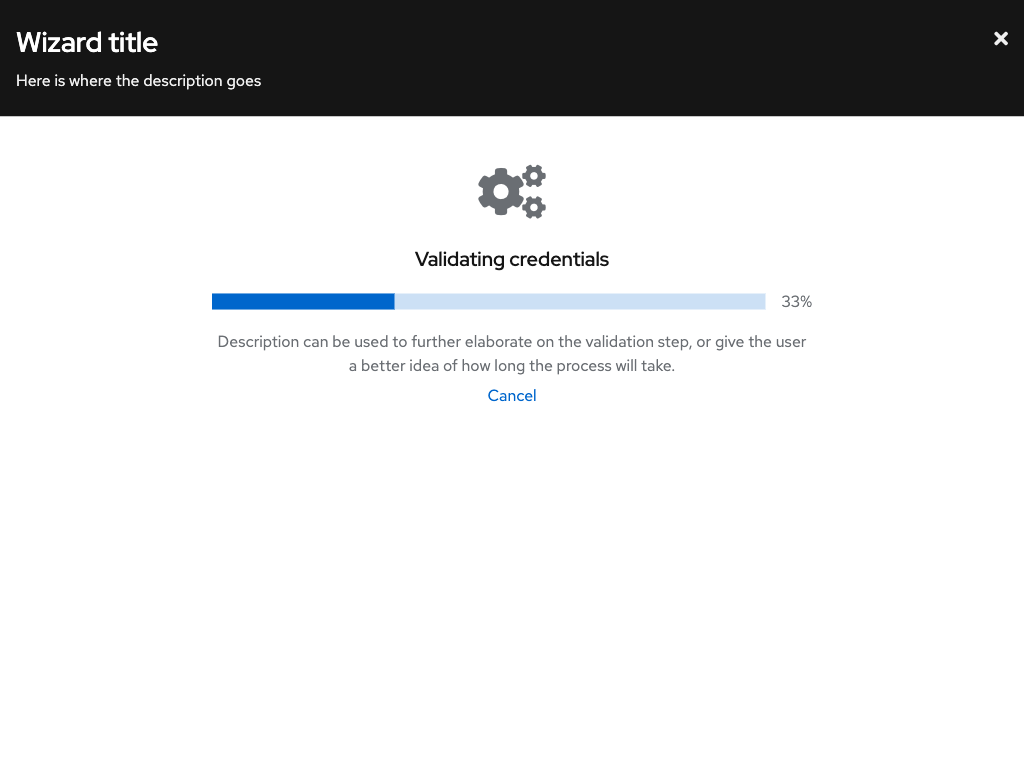 Wizard title
Here is where the description goes
Validating credentials
33%
Description can be used to further elaborate on the validation step, or give the user
a better idea of how long the process will take.
Cancel